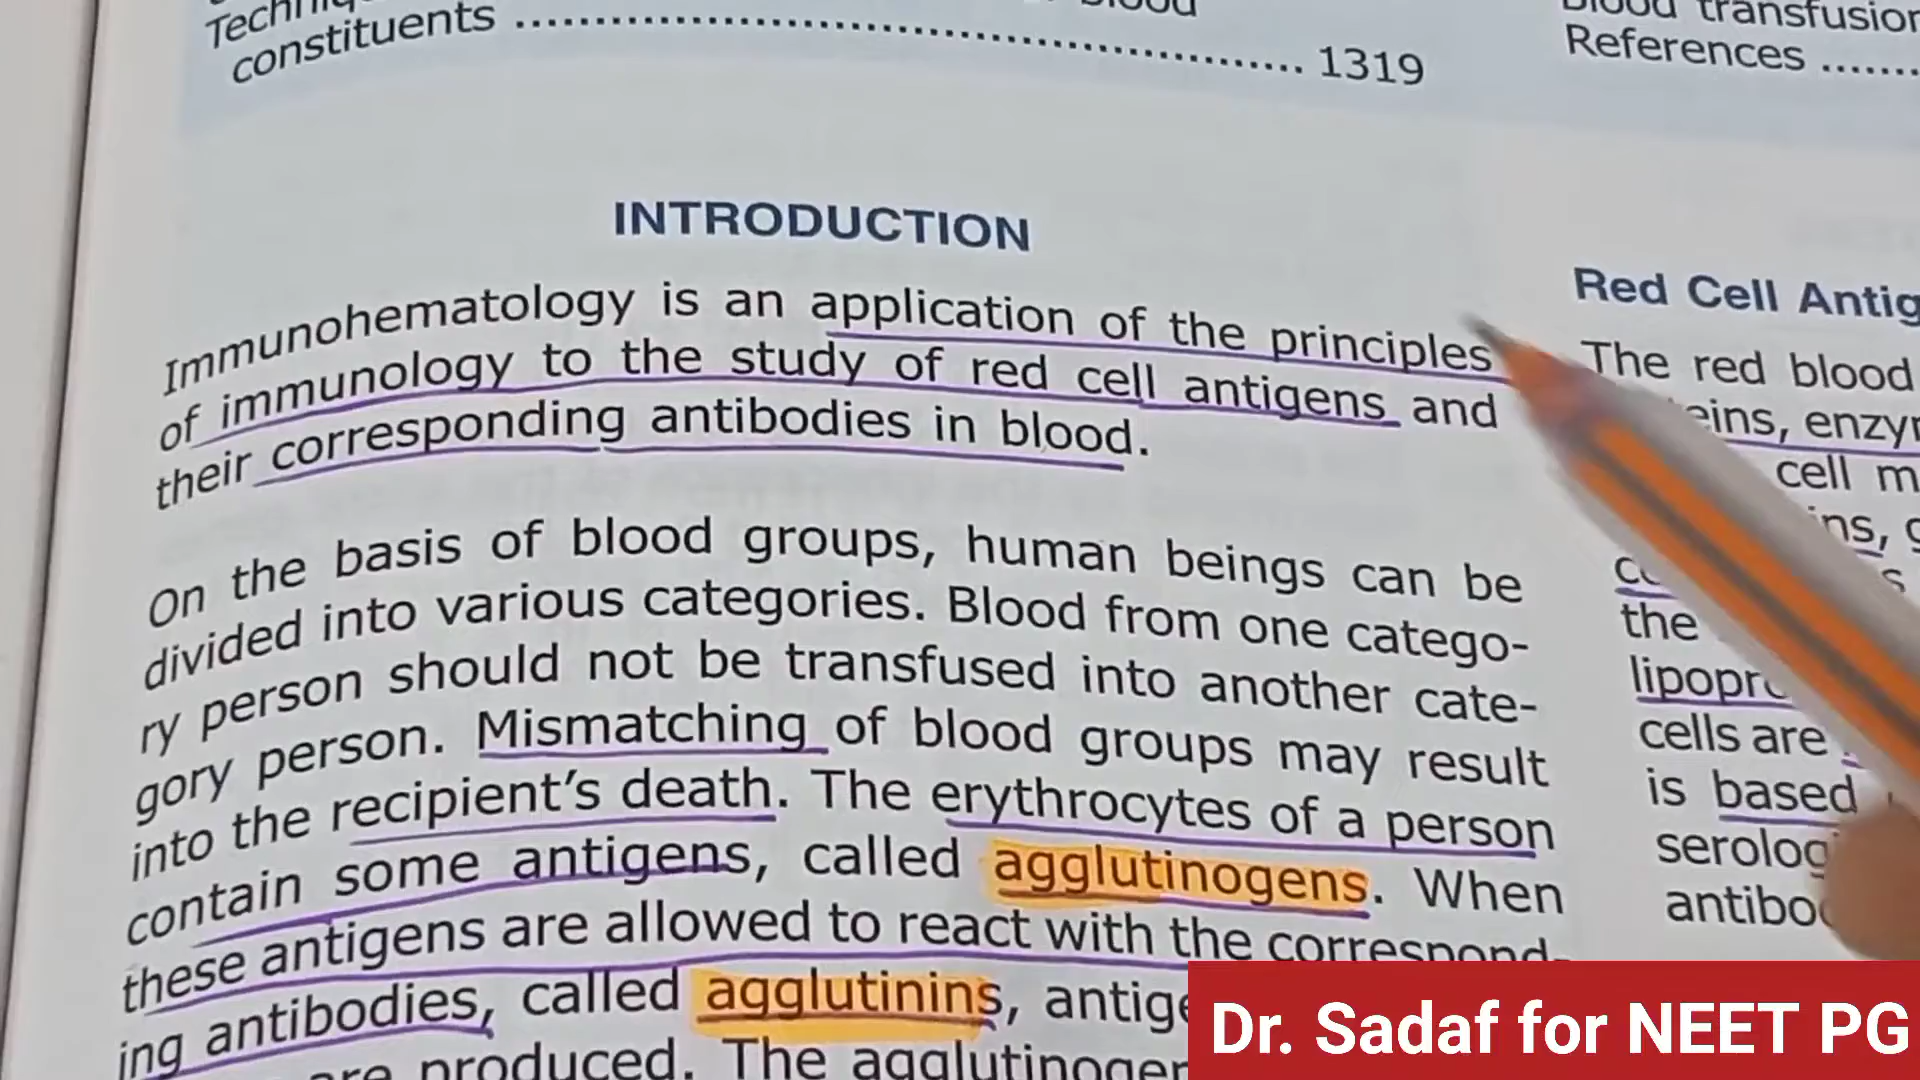 constituents ........ 1319
blood transfusion
References ........
INTRODUCTION
Immunohematology is an application of the principles
of immunology to the study of red cell antigens and
their corresponding antibodies in blood.
On the basis of blood groups, human beings can be
divided into various categories. Blood from one catego-
ry person should not be transfused into another cate-
gory person. Mismatching of blood groups may result
into the recipient's death. The erythrocytes of a person
contain some antigens, called agglutinogens. When
these antigens are allowed to react with the correspond-
ing antibodies, called agglutinins,
are produced. The
Red Cell
The red blood
cell
the
cells are
is based
Dr. Sadaf for NEET PG